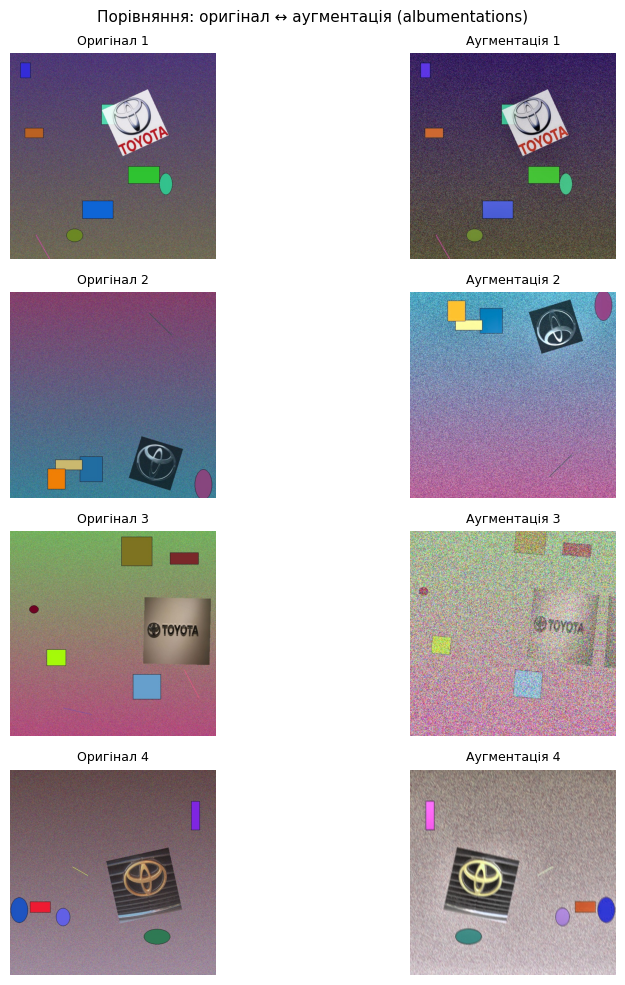 Порівняння: оригінал ↔ аугментація (albumentations)
Оригінал 1
Аугментація 1
TOYOTA
TOYOTA
Оригінал 2
Аугментація 2
Оригінал 3
Аугментація 3
TOYOTA
TOYOTA
Оригінал 4
Аугментація 4